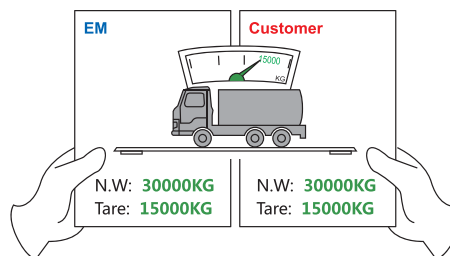 EM
Customer
15000
KG
N.W: 30000KG
Tare: 15000KG
N.W: 30000KG
Tare: 15000KG